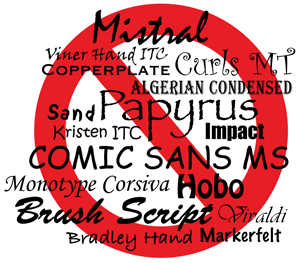 Mistral
Viner Hand ITC
COPPERPLATE Curlz MT
ALGERIAN CONDENSED
Sand Papyrus
Kristen ITC Impact
COMIC SANS MS
Monotype Corsiva Hobo
Brush Script Vivaldi
Bradley Hand Markerfelt